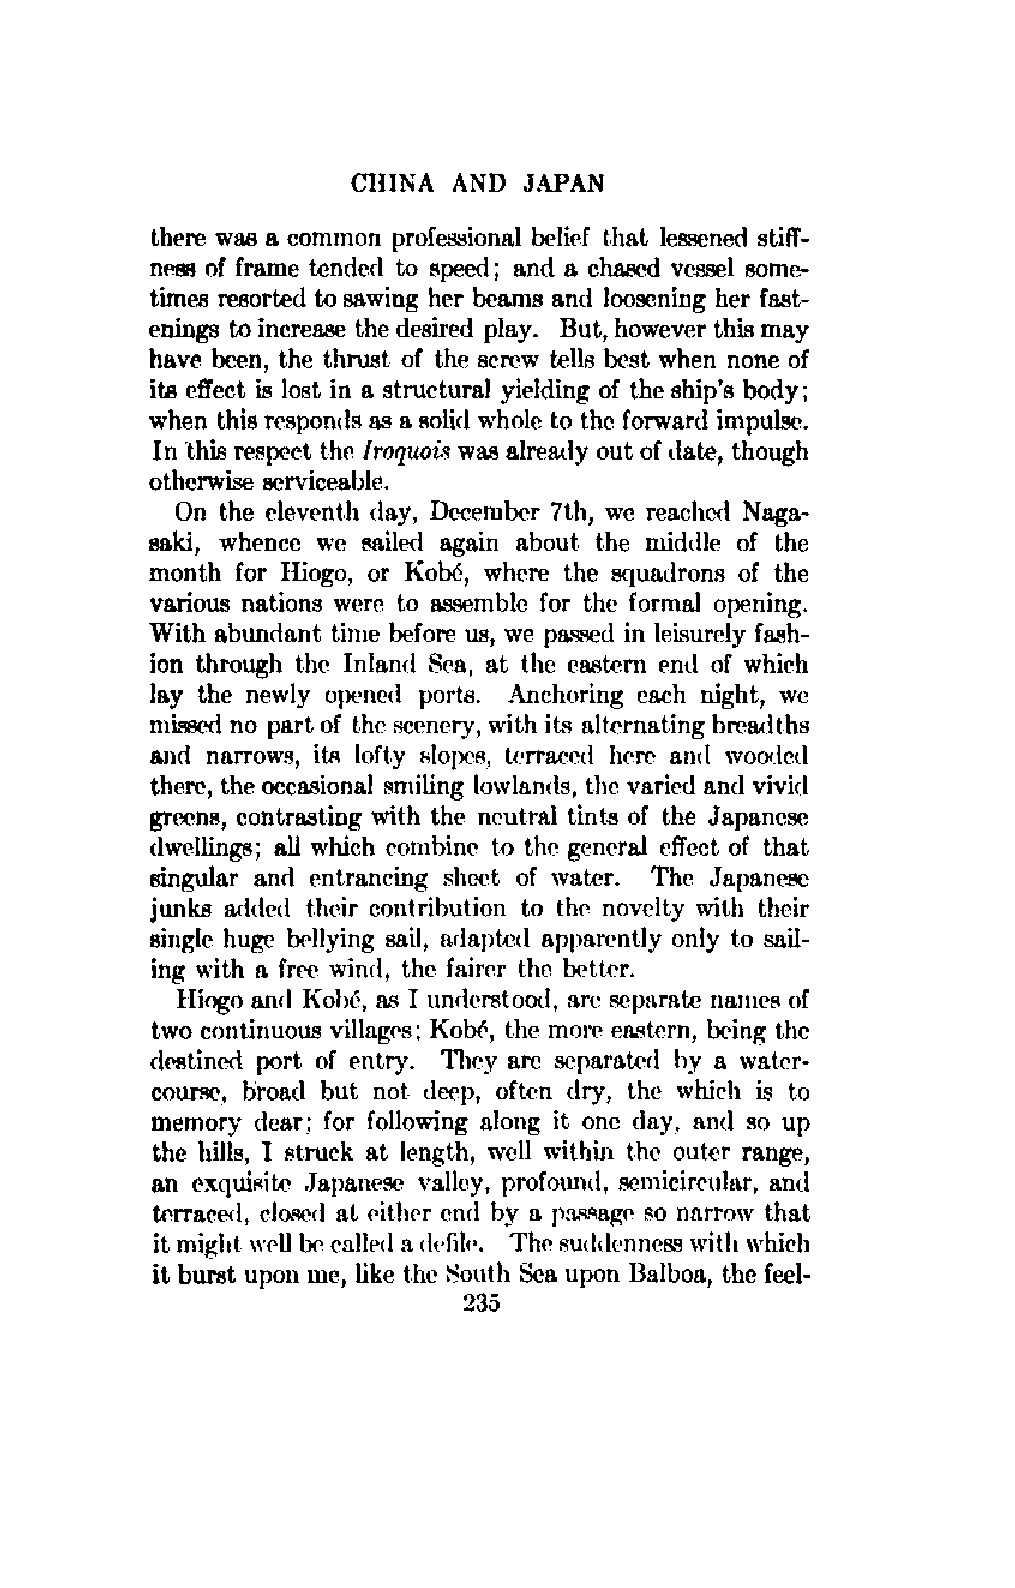 CHINA AND JAPAN
there was a common professional belief that lessened stiff-
ness of frame tended to speed; and a chased vessel some-
times resorted to sawing her beams and loosening her fast-
enings to increase the desired play. But, however this may
have been, the thrust of the screw tells best when none of
its effect is lost in a structural yielding of the ship's body;
when this responds as a solid whole to the forward impulse.
In this respect the Iroquois was already out of date, though
otherwise serviceable.
On the eleventh day, December 7th, we reached Naga-
saki, whence we sailed again about the middle of the
month for Hiogo, or Kobé, where the squadrons of the
various nations were to assemble for the formal opening.
With abundant time before us, we passed in leisurely fash-
ion through the Inland Sea, at the eastern end of which
lay the newly opened ports. Anchoring each night, we
missed no part of the scenery, with its alternating breadths
and narrows, its lofty slopes, terraced here and wooded
there, the occasional smiling lowlands, the varied and vivid
greens, contrasting with the neutral tints of the Japanese
dwellings; all which combine to the general effect of that
singular and entrancing sheet of water. The Japanese
junks added their contribution to the novelty with their
single huge bellying sail, adapted apparently only to sail-
ing with a free wind, the fairer the better.
Hiogo and Kobé, as I understood, are separate names of
two continuous villages; Kobé, the more eastern, being the
destined port of entry. They are separated by a water-
course, broad but not deep, often dry, the which is to
memory dear; for following along it one day, and so up
the hills, I struck at length, well within the outer range,
an exquisite Japanese valley, profound, semicircular, and
terraced, closed at either end by a passage so narrow that
it might well be called a defile. The suddenness with which
it burst upon me, like the South Sea upon Balboa, the feel-
235